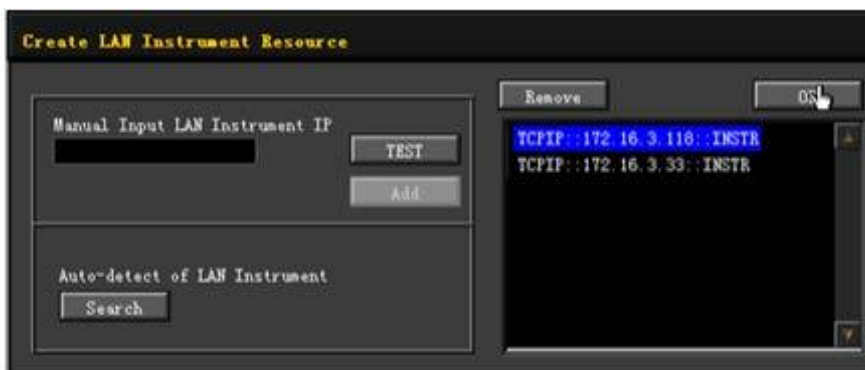 Create LAN Instrument Resource
Manual Input LAN Instrument IP
TEST
Add
Auto-detect of LAN Instrument
Search
Remove
TCPIP::172.16.3.118::INSTR
TCPIP::172.16.3.33::INSTR